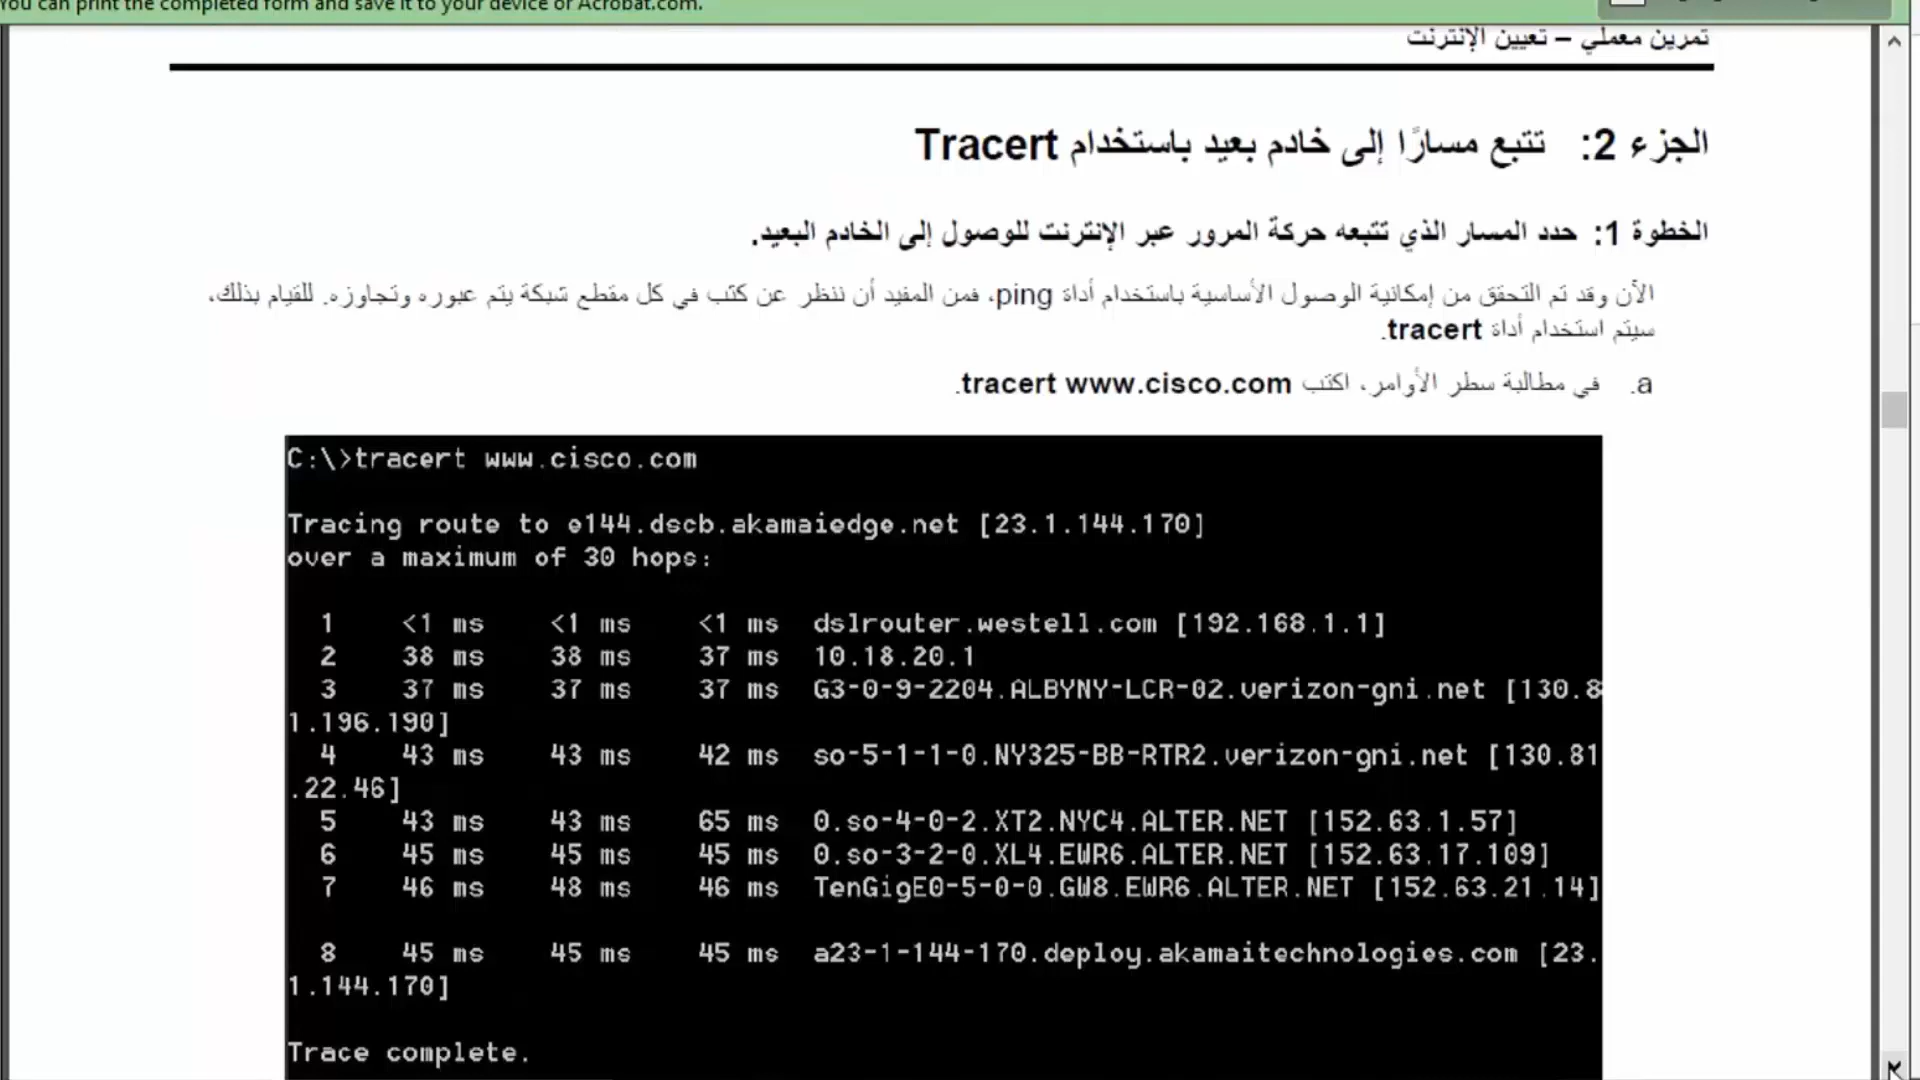 You can print the completed form and save it to your device or Acrobat.com.
تمرين معملي – تعيين الإنترنت
الجزء 2: تتبع مسارًا إلى خادم بعيد باستخدام Tracert
الخطوة 1: حدد المسار الذي تتبعه حركة المرور عبر الإنترنت للوصول إلى الخادم البعيد.
الآن وقد تم التحقق من إمكانية الوصول الأساسية باستخدام أداة ping، فمن المفيد أن ننظر عن كثب في كل مقطع شبكة يتم عبوره وتجاوزه. للقيام بذلك،
سيتم استخدام أداة tracert.
a. في مطالبة سطر الأوامر، اكتب tracert www.cisco.com.
C:\>tracert www.cisco.com
Tracing route to e144.dscb.akamaiedge.net [23.1.144.170]
over a maximum of 30 hops:
1 <1 ms <1 ms <1 ms dslrouter.westell.com [192.168.1.1]
2 38 ms 38 ms 37 ms 10.18.20.1
3 37 ms 37 ms 37 ms G3-0-9-2204.ALBYNY-LCR-02.verizon-gni.net [130.8
1.196.190]
4 43 ms 43 ms 42 ms so-5-1-1-0.NY325-BB-RTR2.verizon-gni.net [130.81
.22.46]
5 43 ms 43 ms 65 ms 0.so-4-0-2.XT2.NYC4.ALTER.NET [152.63.1.57]
6 45 ms 45 ms 45 ms 0.so-3-2-0.XL4.EWR6.ALTER.NET [152.63.17.109]
7 46 ms 48 ms 46 ms TenGigE0-5-0-0.GW8.EWR6.ALTER.NET [152.63.21.14]
8 45 ms 45 ms 45 ms a23-1-144-170.deploy.akamaitechnologies.com [23.
1.144.170]
Trace complete.